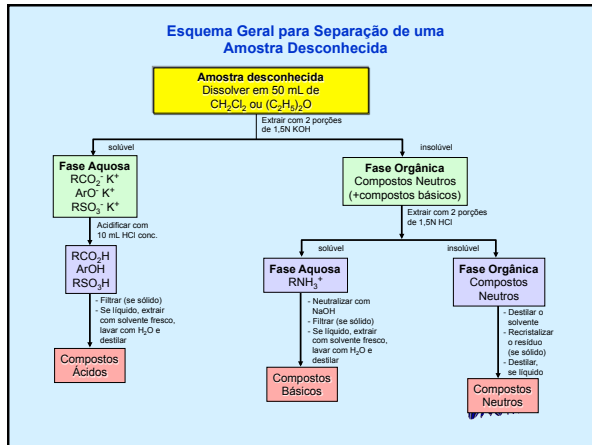 Esquema Geral para Separação de uma
Amostra Desconhecida
Amostra desconhecida
Dissolver em 50 mL de
CH₂Cl₂ ou (C₂H₅)₂O
Extrair com 2 porções
de 1,5N KOH
solúvel
insolúvel
Fase Aquosa
RCO₂⁻ K⁺
ArO⁻ K⁺
RSO₃⁻ K⁺
Fase Orgânica
Compostos Neutros
(+compostos básicos)
Acidificar com
10 mL HCl conc.
Extrair com 2 porções
de 1,5N HCl
solúvel
insolúvel
RCO₂H
ArOH
RSO₃H
Fase Aquosa
RNH₃⁺
Fase Orgânica
Compostos
Neutros
- Filtrar (se sólido)
- Se líquido, extrair
com solvente fresco,
lavar com H₂O e
destilar
- Neutralizar com
NaOH
- Filtrar (se sólido)
- Se líquido, extrair
com solvente fresco,
lavar com H₂O e
destilar
- Destilar o
solvente
- Recristalizar
o resíduo
(se sólido)
- Destilar,
se líquido
Compostos
Ácidos
Compostos
Básicos
Compostos
Neutros